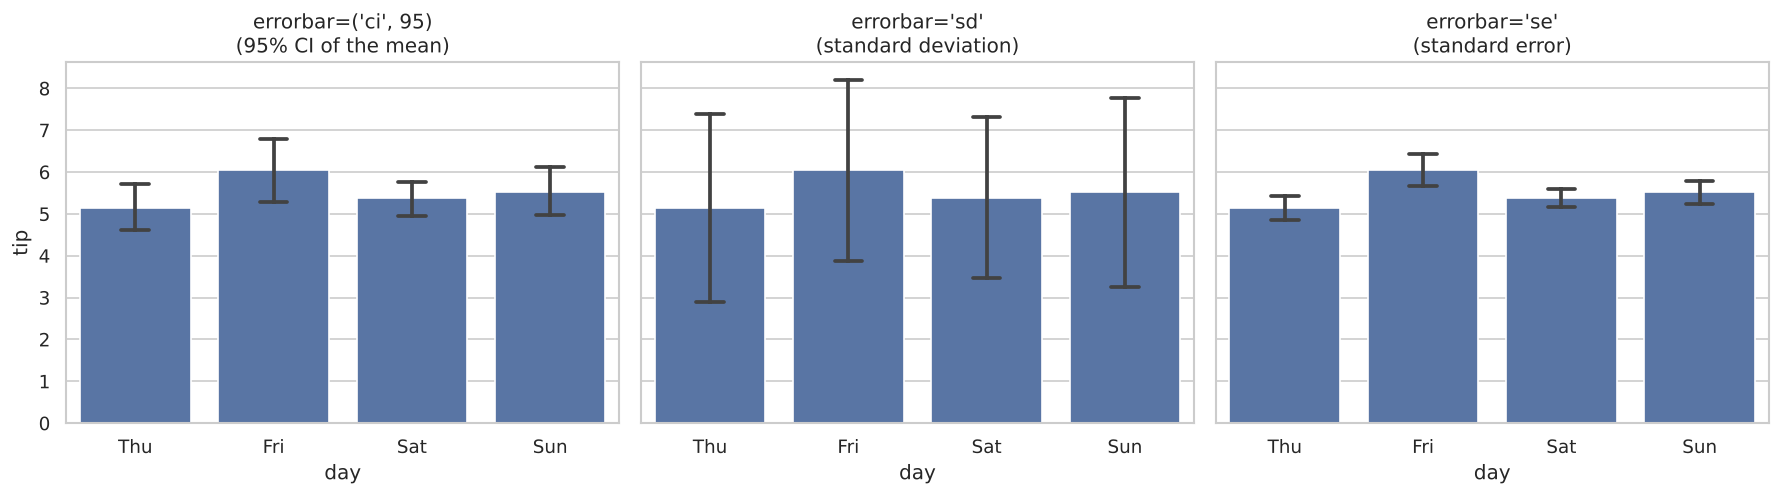 errorbar=('ci', 95)
(95% CI of the mean)
errorbar='sd'
(standard deviation)
errorbar='se'
(standard error)
tip
8
7
6
5
4
3
2
1
0
Thu Fri Sat Sun
day
Thu Fri Sat Sun
day
Thu Fri Sat Sun
day